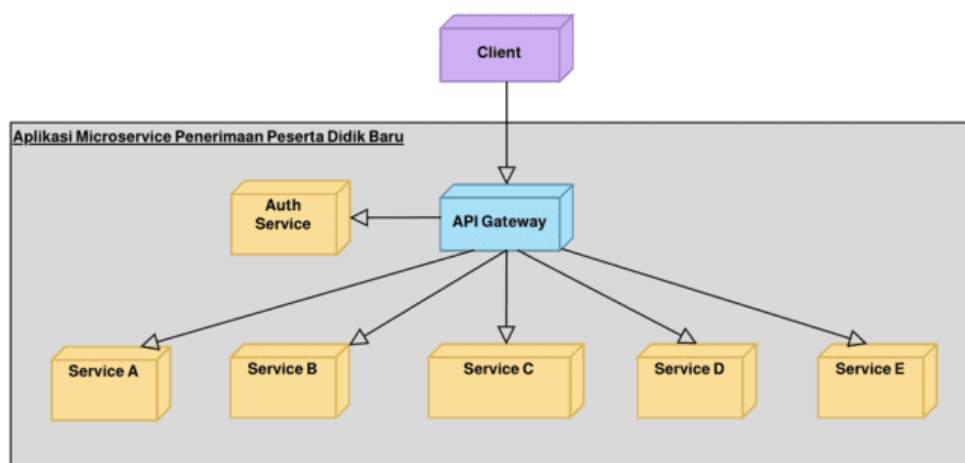 Client
Aplikasi Microservice Penerimaan Peserta Didik Baru
Auth
Service
API Gateway
Service A
Service B
Service C
Service D
Service E